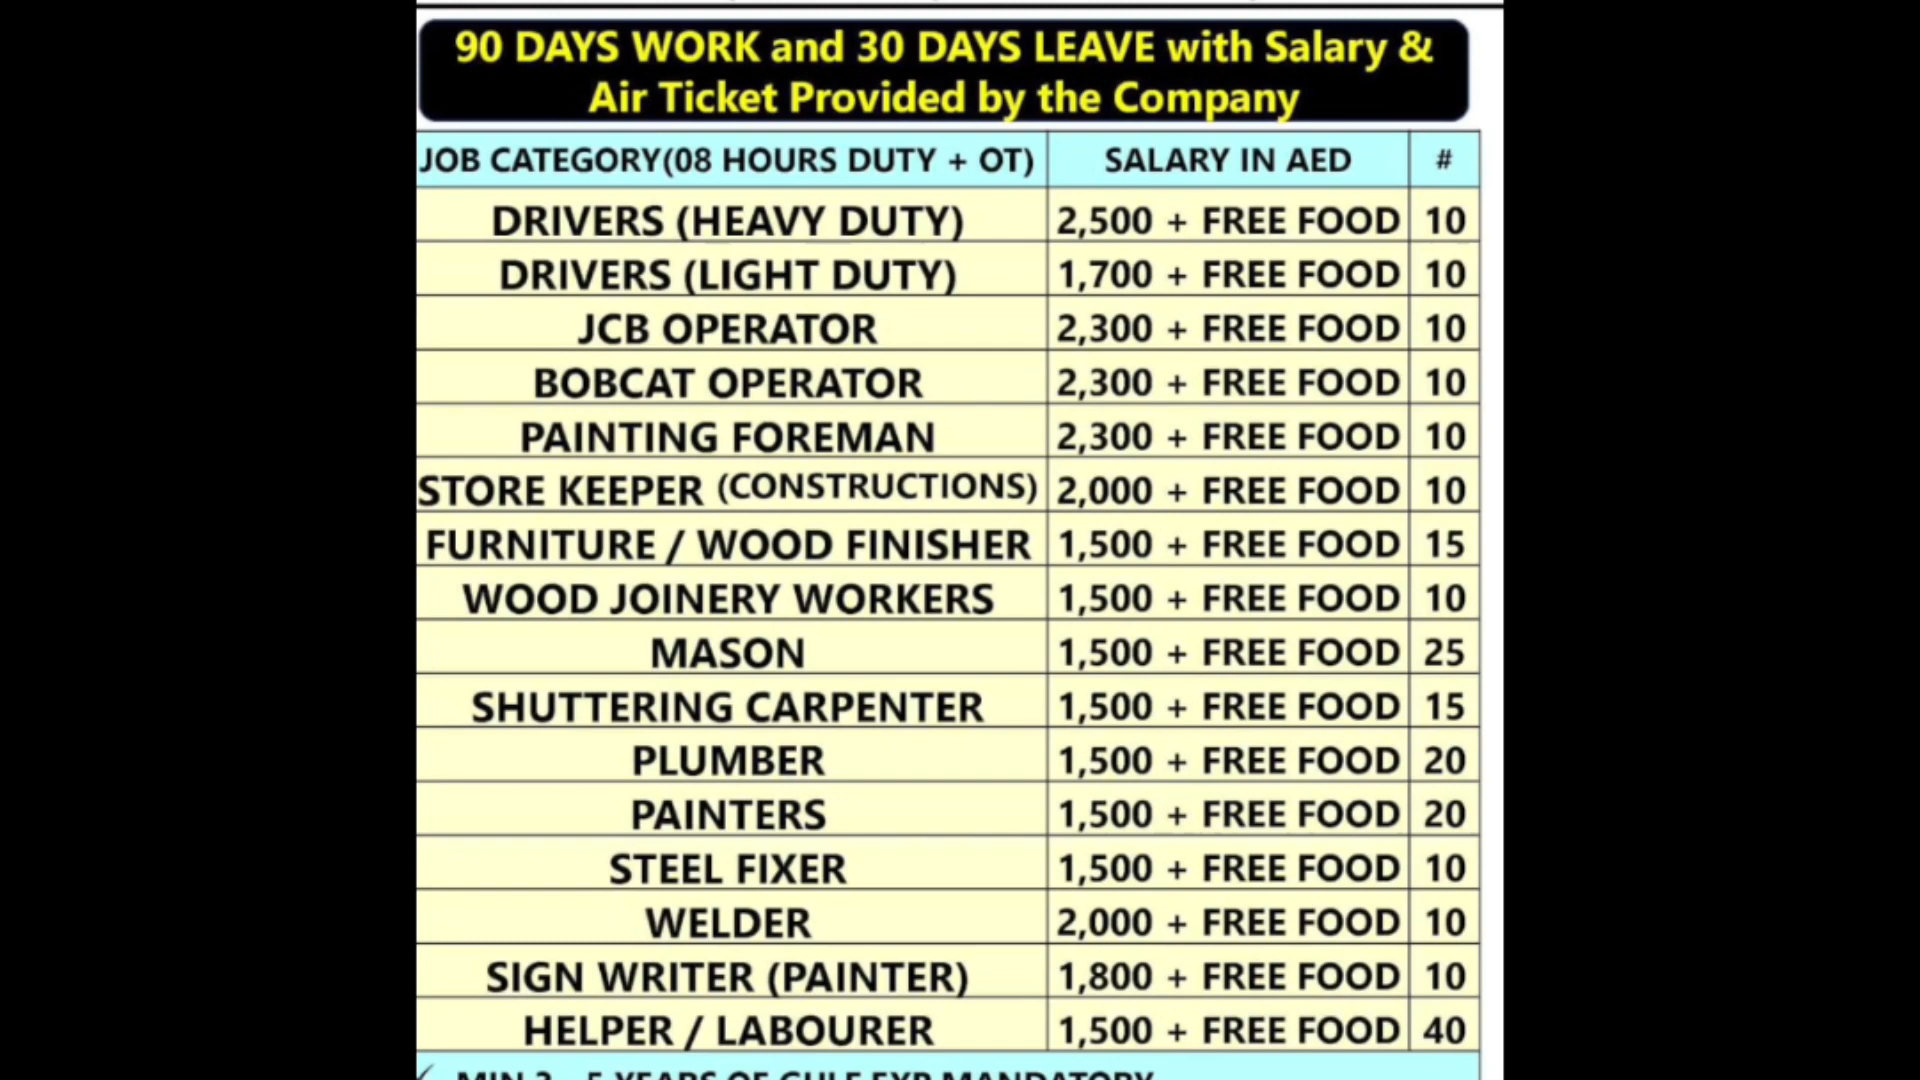 90 DAYS WORK and 30 DAYS LEAVE with Salary &
Air Ticket Provided by the Company
JOB CATEGORY(08 HOURS DUTY + OT) SALARY IN AED #
DRIVERS (HEAVY DUTY) 2,500 + FREE FOOD 10
DRIVERS (LIGHT DUTY) 1,700 + FREE FOOD 10
JCB OPERATOR 2,300 + FREE FOOD 10
BOBCAT OPERATOR 2,300 + FREE FOOD 10
PAINTING FOREMAN 2,300 + FREE FOOD 10
STORE KEEPER (CONSTRUCTIONS) 2,000 + FREE FOOD 10
FURNITURE / WOOD FINISHER 1,500 + FREE FOOD 15
WOOD JOINERY WORKERS 1,500 + FREE FOOD 10
MASON 1,500 + FREE FOOD 25
SHUTTERING CARPENTER 1,500 + FREE FOOD 15
PLUMBER 1,500 + FREE FOOD 20
PAINTERS 1,500 + FREE FOOD 20
STEEL FIXER 1,500 + FREE FOOD 10
WELDER 2,000 + FREE FOOD 10
SIGN WRITER (PAINTER) 1,800 + FREE FOOD 10
HELPER / LABOURER 1,500 + FREE FOOD 40
YEARS OF GULF EXP MANDATORY